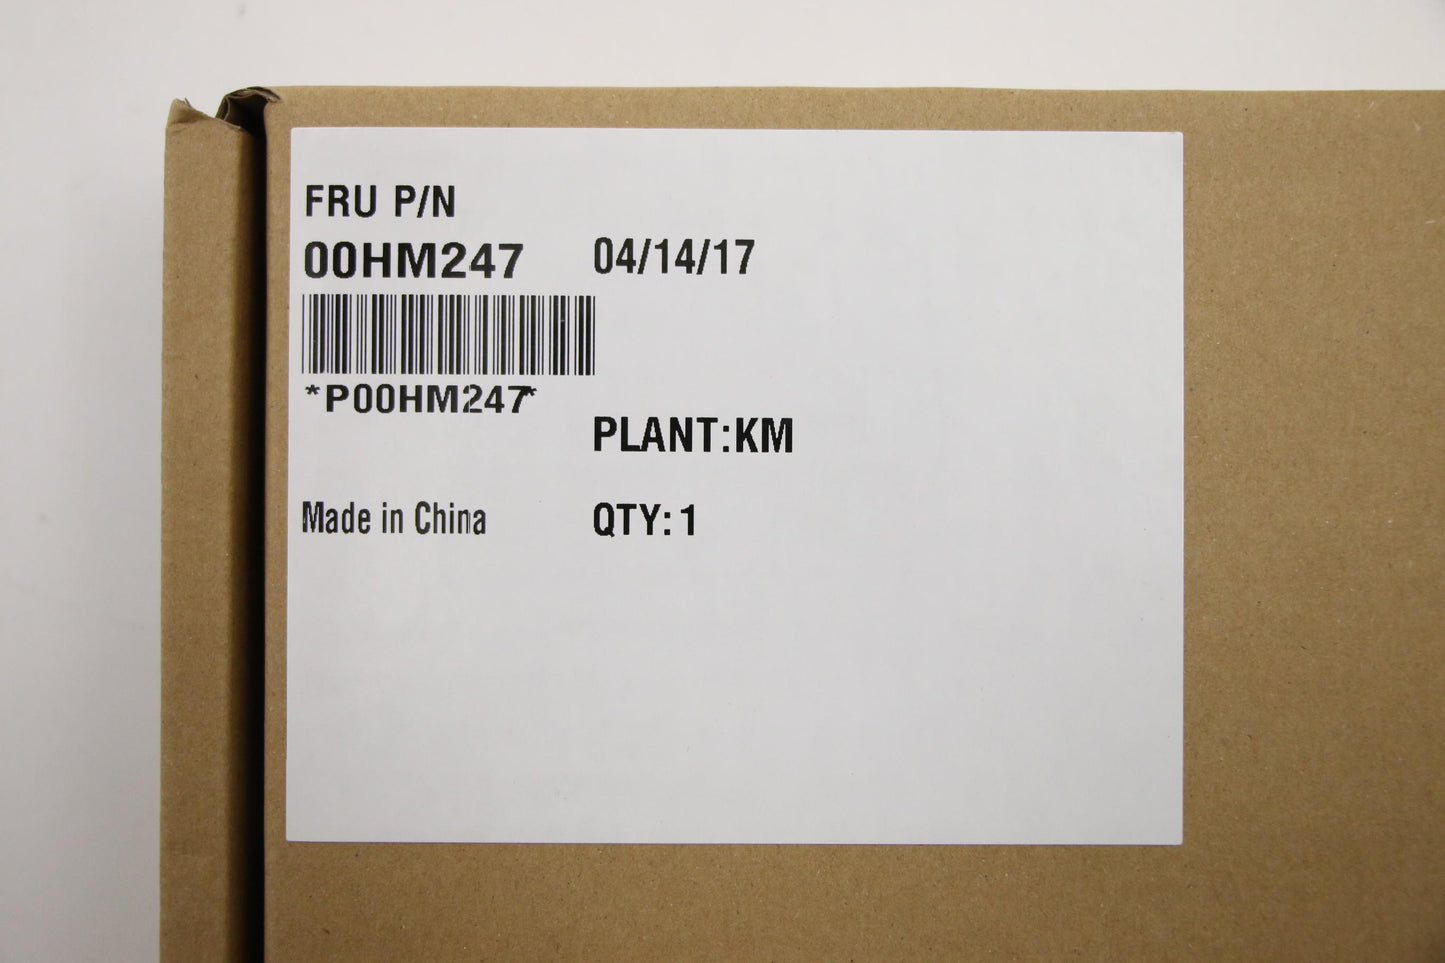 FRU P/N
00HM247 04/14/17
*P00HM247*
PLANT:KM
Made in China QTY: 1